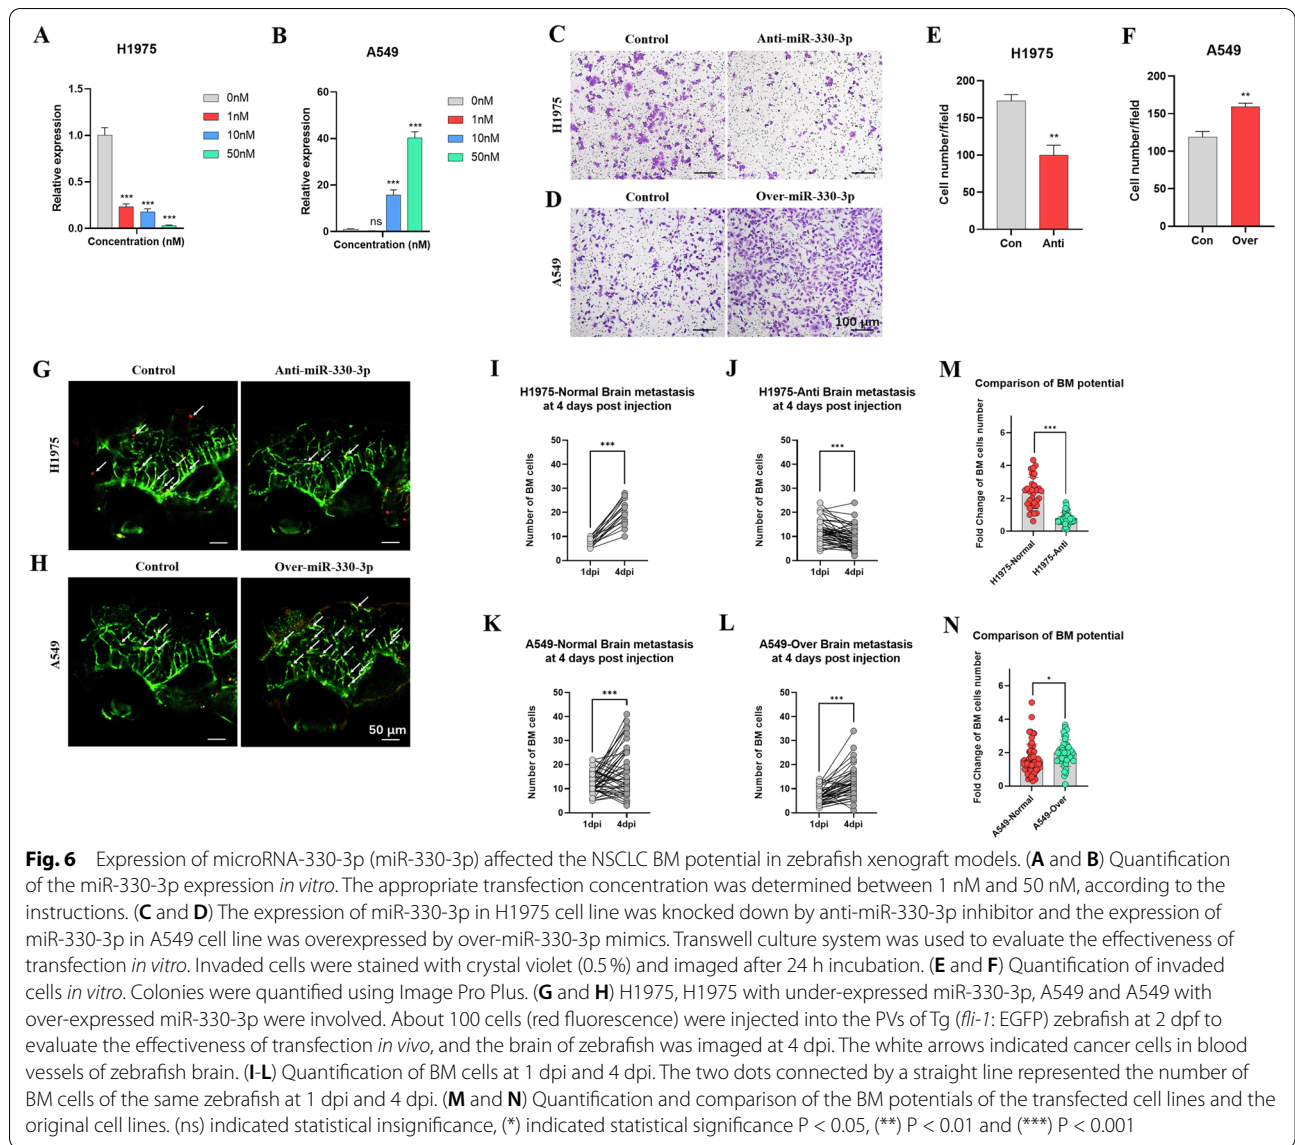 A
H1975
Relative expression
1.5
1.0
0.5
0.0
***
***
***
Concentration (nM)
0nM
1nM
10nM
50nM
B
A549
Relative expression
60
40
20
0
ns
***
***
Concentration (nM)
0nM
1nM
10nM
50nM
C
Control
Anti-miR-330-3p
H1975
D
Control
Over-miR-330-3p
A549
100 μm
E
H1975
Cell number/field
200
150
100
50
0
**
Con
Anti
F
A549
Cell number/field
200
150
100
50
0
**
Con
Over
G
Control
Anti-miR-330-3p
H1975
H
Control
Over-miR-330-3p
A549
50 μm
I
H1975-Normal Brain metastasis
at 4 days post injection
Number of BM cells
50
40
30
20
10
0
***
1dpi
4dpi
J
H1975-Anti Brain metastasis
at 4 days post injection
Number of BM cells
50
40
30
20
10
0
***
1dpi
4dpi
M
Comparison of BM potential
Fold Change of BM cells number
6
4
2
0
***
H1975-Normal
H1975-Anti
K
A549-Normal Brain metastasis
at 4 days post injection
Number of BM cells
50
40
30
20
10
0
***
1dpi
4dpi
L
A549-Over Brain metastasis
at 4 days post injection
Number of BM cells
50
40
30
20
10
0
***
1dpi
4dpi
N
Comparison of BM potential
Fold Change of BM cells number
6
4
2
0
*
A549-Normal
A549-Over
Fig. 6 Expression of microRNA-330-3p (miR-330-3p) affected the NSCLC BM potential in zebrafish xenograft models. (A and B) Quantification
of the miR-330-3p expression in vitro. The appropriate transfection concentration was determined between 1 nM and 50 nM, according to the
instructions. (C and D) The expression of miR-330-3p in H1975 cell line was knocked down by anti-miR-330-3p inhibitor and the expression of
miR-330-3p in A549 cell line was overexpressed by over-miR-330-3p mimics. Transwell culture system was used to evaluate the effectiveness of
transfection in vitro. Invaded cells were stained with crystal violet (0.5 %) and imaged after 24 h incubation. (E and F) Quantification of invaded
cells in vitro. Colonies were quantified using Image Pro Plus. (G and H) H1975, H1975 with under-expressed miR-330-3p, A549 and A549 with
over-expressed miR-330-3p were involved. About 100 cells (red fluorescence) were injected into the PVs of Tg (fli-1: EGFP) zebrafish at 2 dpf to
evaluate the effectiveness of transfection in vivo, and the brain of zebrafish was imaged at 4 dpi. The white arrows indicated cancer cells in blood
vessels of zebrafish brain. (I-L) Quantification of BM cells at 1 dpi and 4 dpi. The two dots connected by a straight line represented the number of
BM cells of the same zebrafish at 1 dpi and 4 dpi. (M and N) Quantification and comparison of the BM potentials of the transfected cell lines and the
original cell lines. (ns) indicated statistical insignificance, (*) indicated statistical significance P < 0.05, (**) P < 0.01 and (***) P < 0.001